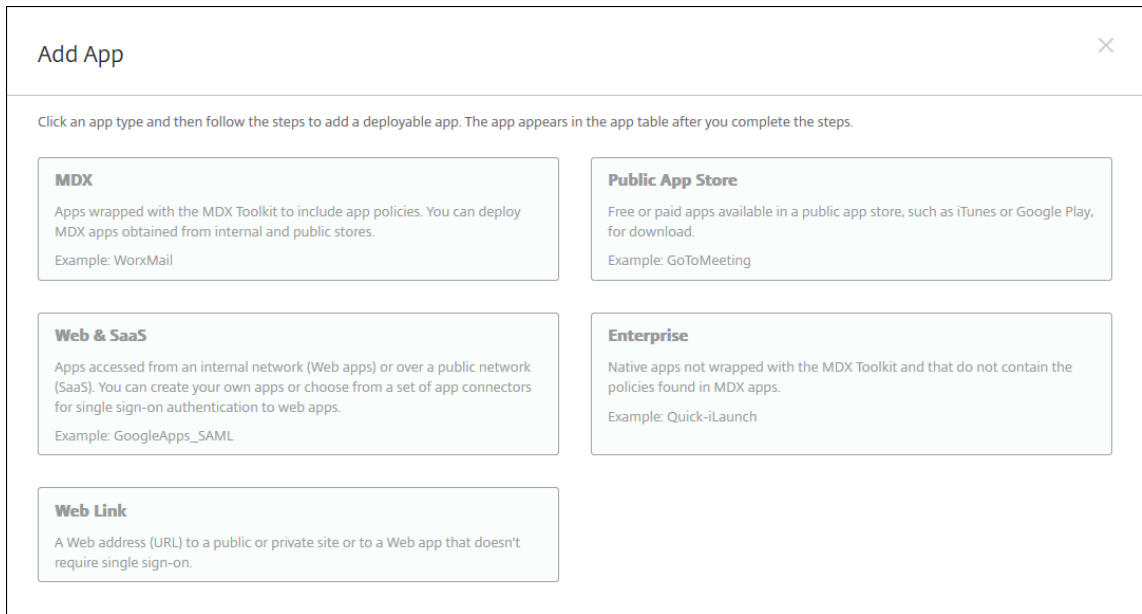 Add App
Click an app type and then follow the steps to add a deployable app. The app appears in the app table after you complete the steps.
MDX
Apps wrapped with the MDX Toolkit to include app policies. You can deploy
MDX apps obtained from internal and public stores.
Example: WorxMail
Public App Store
Free or paid apps available in a public app store, such as iTunes or Google Play,
for download.
Example: GoToMeeting
Web & SaaS
Apps accessed from an internal network (Web apps) or over a public network
(SaaS). You can create your own apps or choose from a set of app connectors
for single sign-on authentication to web apps.
Example: GoogleApps_SAML
Enterprise
Native apps not wrapped with the MDX Toolkit and that do not contain the
policies found in MDX apps.
Example: Quick-iLaunch
Web Link
A Web address (URL) to a public or private site or to a Web app that doesn't
require single sign-on.